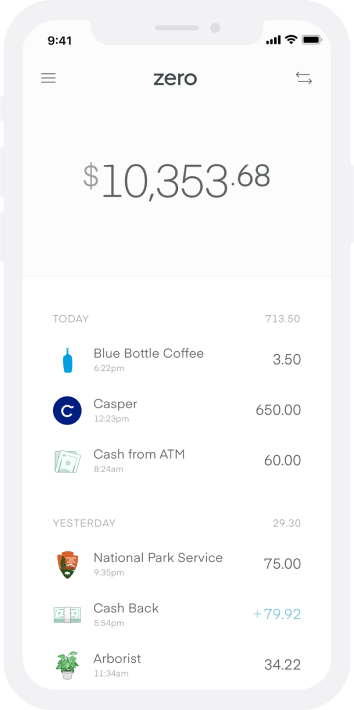 9:41
zero
$10,353.68
TODAY 713.50
Blue Bottle Coffee 3.50
6:22pm
Casper 650.00
12:23pm
Cash from ATM 60.00
8:24am
YESTERDAY 29.30
National Park Service 75.00
9:35pm
Cash Back +79.92
5:54pm
Arborist 34.22
11:34am